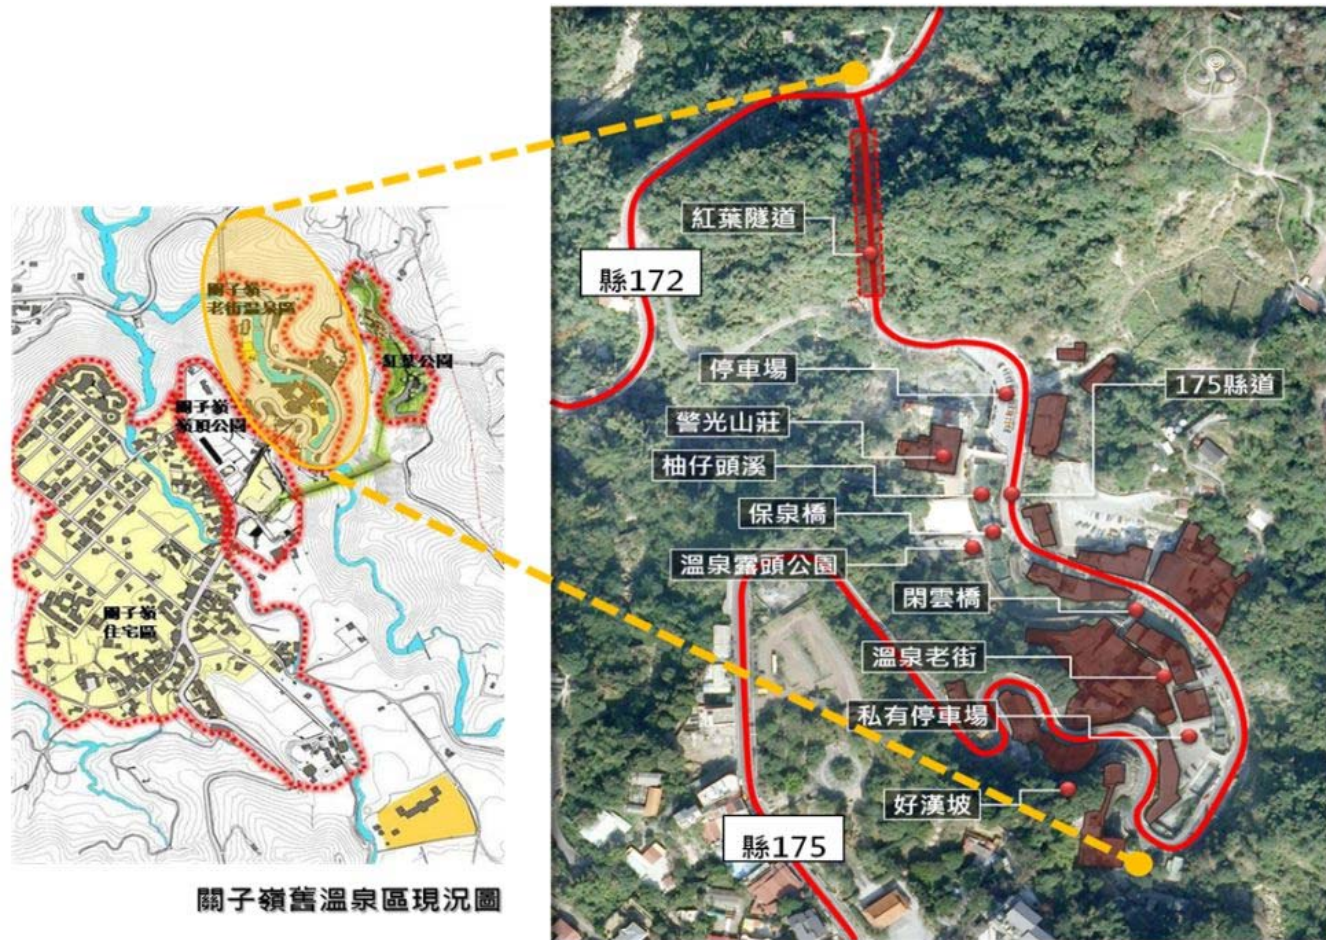 關子嶺
老街溫泉區
紅葉公園
關子嶺
嶺頂公園
關子嶺
住宅區
關子嶺舊溫泉區現況圖
紅葉隧道
縣172
停車場
175縣道
警光山莊
柚仔頭溪
保泉橋
溫泉露頭公園
閑雲橋
溫泉老街
私有停車場
好漢坡
縣175